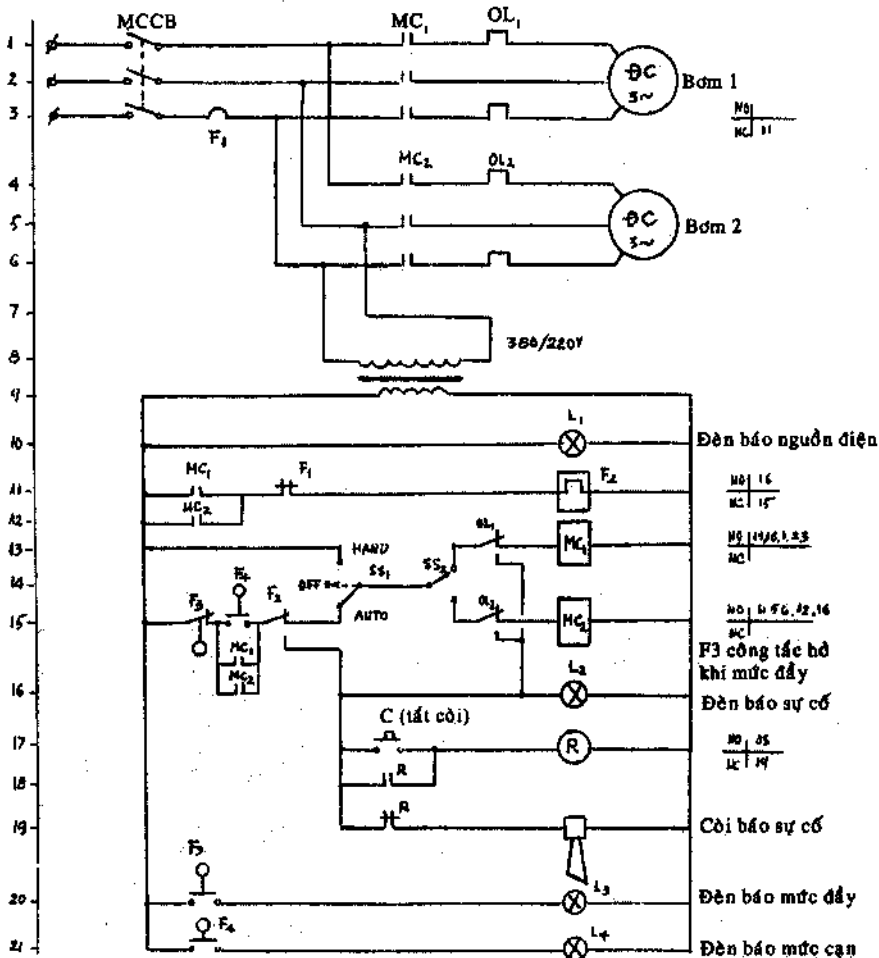 MCCB
MC₁
OL₁
1
2
3
F₁
ĐC
3~
Bơm 1
NO
NC 11
MC₂
OL₂
4
5
6
ĐC
3~
Bơm 2
7
8
380/220V
9
10
L₁
Đèn báo nguồn điện
11
MC₁
F₁
F₂
NO 16
NC 15
12
MC₂
13
HAND
OL₁
MC₁
14
OFF
SS₁
SS₂
15
F₃
F₄
F₂
AUTO
OL₂
MC₂
MC₁
MC₂
F3 công tắc hở
khi mức đầy
16
L₂
Đèn báo sự cố
C (tắt còi)
17
R
18
R
19
R
Còi báo sự cố
F₃
L₃
20
Đèn báo mức đầy
F₄
L₄
21
Đèn báo mức cạn